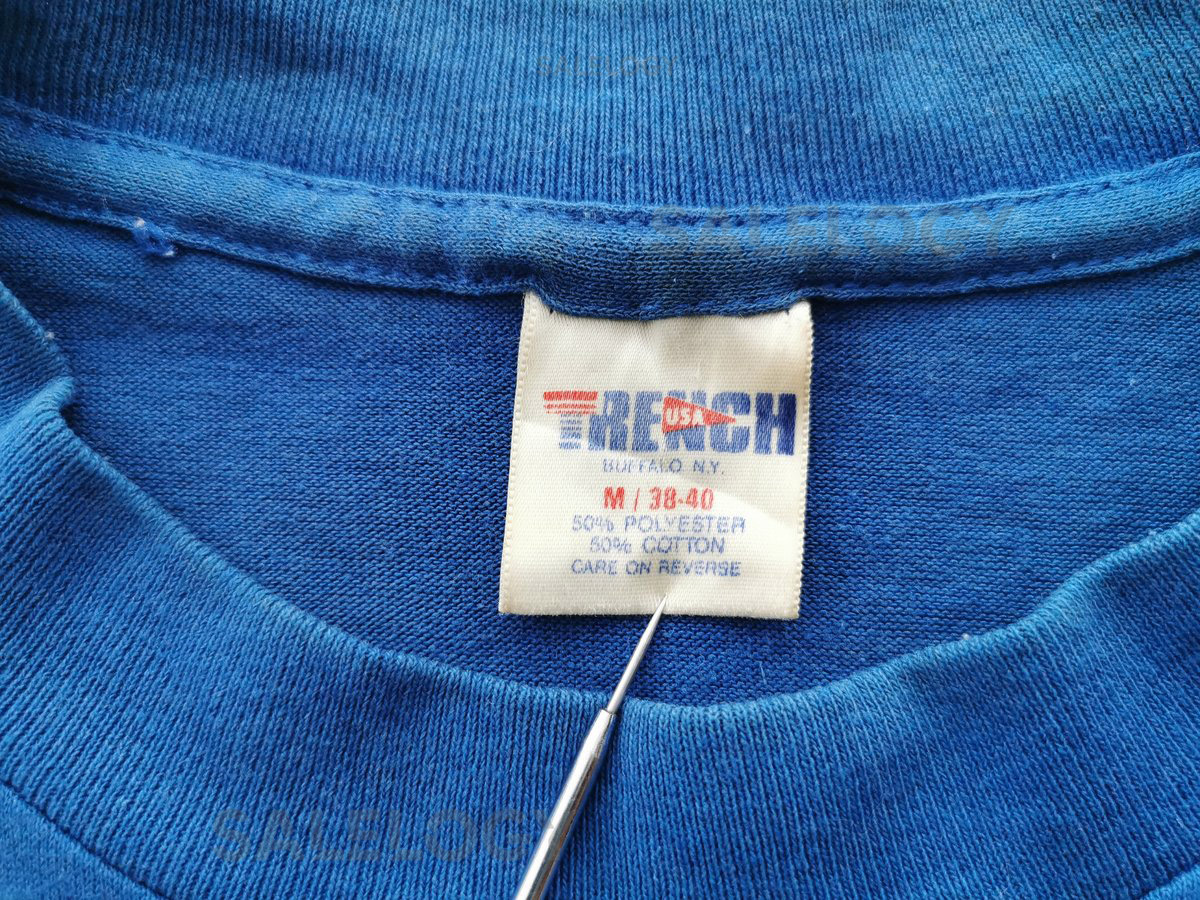 SALELOGY
TRENCH
USA
BUFFALO N.Y.
M / 38-40
50% POLYESTER
50% COTTON
CARE ON REVERSE
SALELOGY